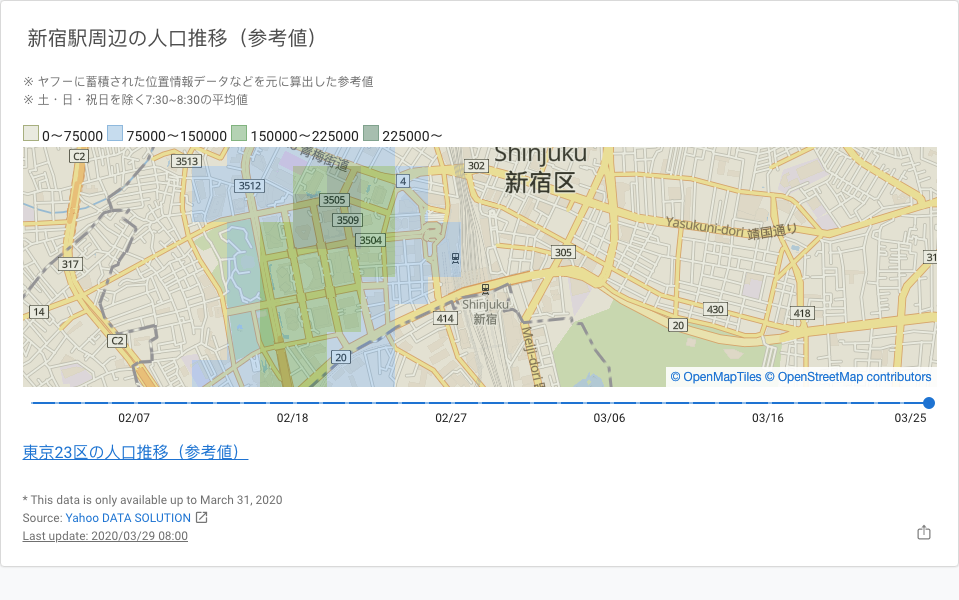 新宿駅周辺の人口推移（参考値）
※ ヤフーに蓄積された位置情報データなどを元に算出した参考値
※ 土・日・祝日を除く7:30~8:30の平均値
0〜75000 75000〜150000 150000〜225000 225000〜
C2
3513
青梅街道
302
Shinjuku
新宿区
3512
4
3505
3509
3504
Yasukuni-dori 靖国通り
305
317
31
14
Shinjuku
新宿
414
430
418
20
C2
20
Meiji-dori
© OpenMapTiles © OpenStreetMap contributors
02/07 02/18 02/27 03/06 03/16 03/25
東京23区の人口推移（参考値）
* This data is only available up to March 31, 2020
Source: Yahoo DATA SOLUTION
Last update: 2020/03/29 08:00